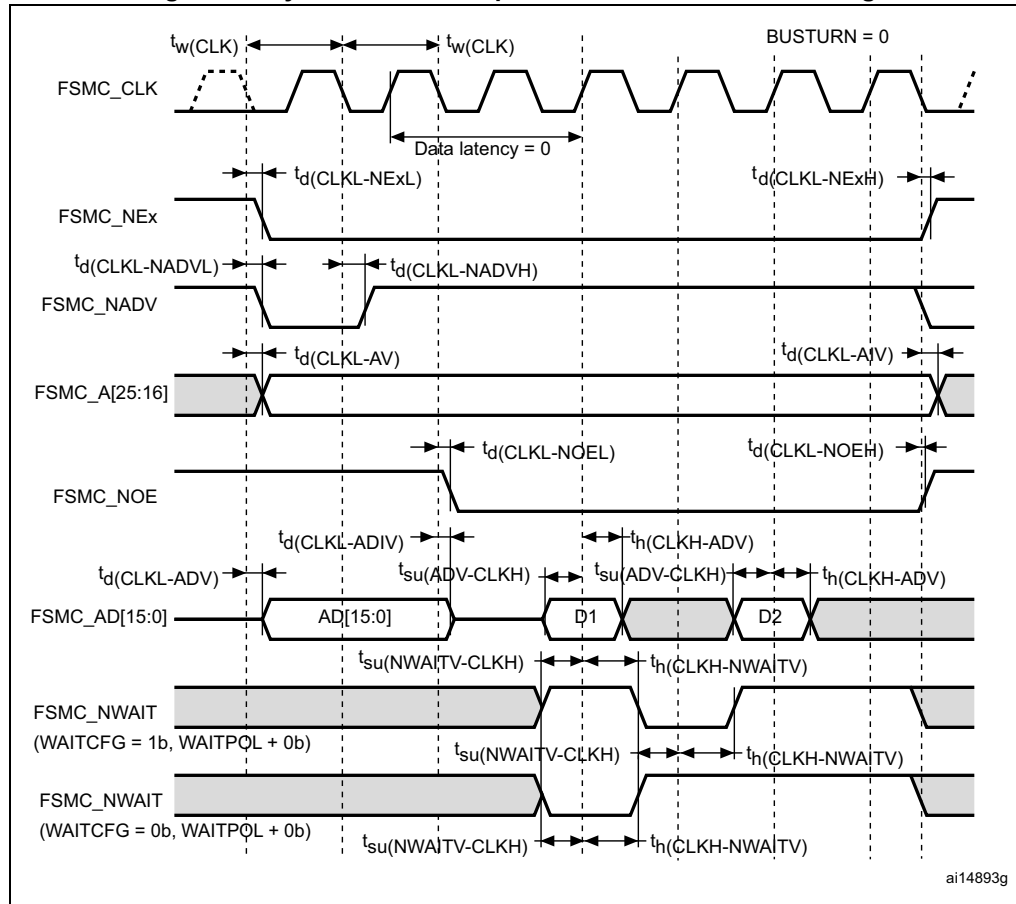 tw(CLK) tw(CLK) BUSTURN = 0
FSMC_CLK
Data latency = 0
td(CLKL-NExL) td(CLKL-NExH)
FSMC_NEx
td(CLKL-NADVL) td(CLKL-NADVH)
FSMC_NADV
td(CLKL-AV) td(CLKL-AIV)
FSMC_A[25:16]
td(CLKL-NOEL) td(CLKL-NOEH)
FSMC_NOE
td(CLKL-ADIV) th(CLKH-ADV)
td(CLKL-ADV) tsu(ADV-CLKH) tsu(ADV-CLKH) th(CLKH-ADV)
FSMC_AD[15:0] AD[15:0] D1 D2
tsu(NWAITV-CLKH) th(CLKH-NWAITV)
FSMC_NWAIT
(WAITCFG = 1b, WAITPOL + 0b)
tsu(NWAITV-CLKH) th(CLKH-NWAITV)
FSMC_NWAIT
(WAITCFG = 0b, WAITPOL + 0b)
tsu(NWAITV-CLKH) th(CLKH-NWAITV)
ai14893g